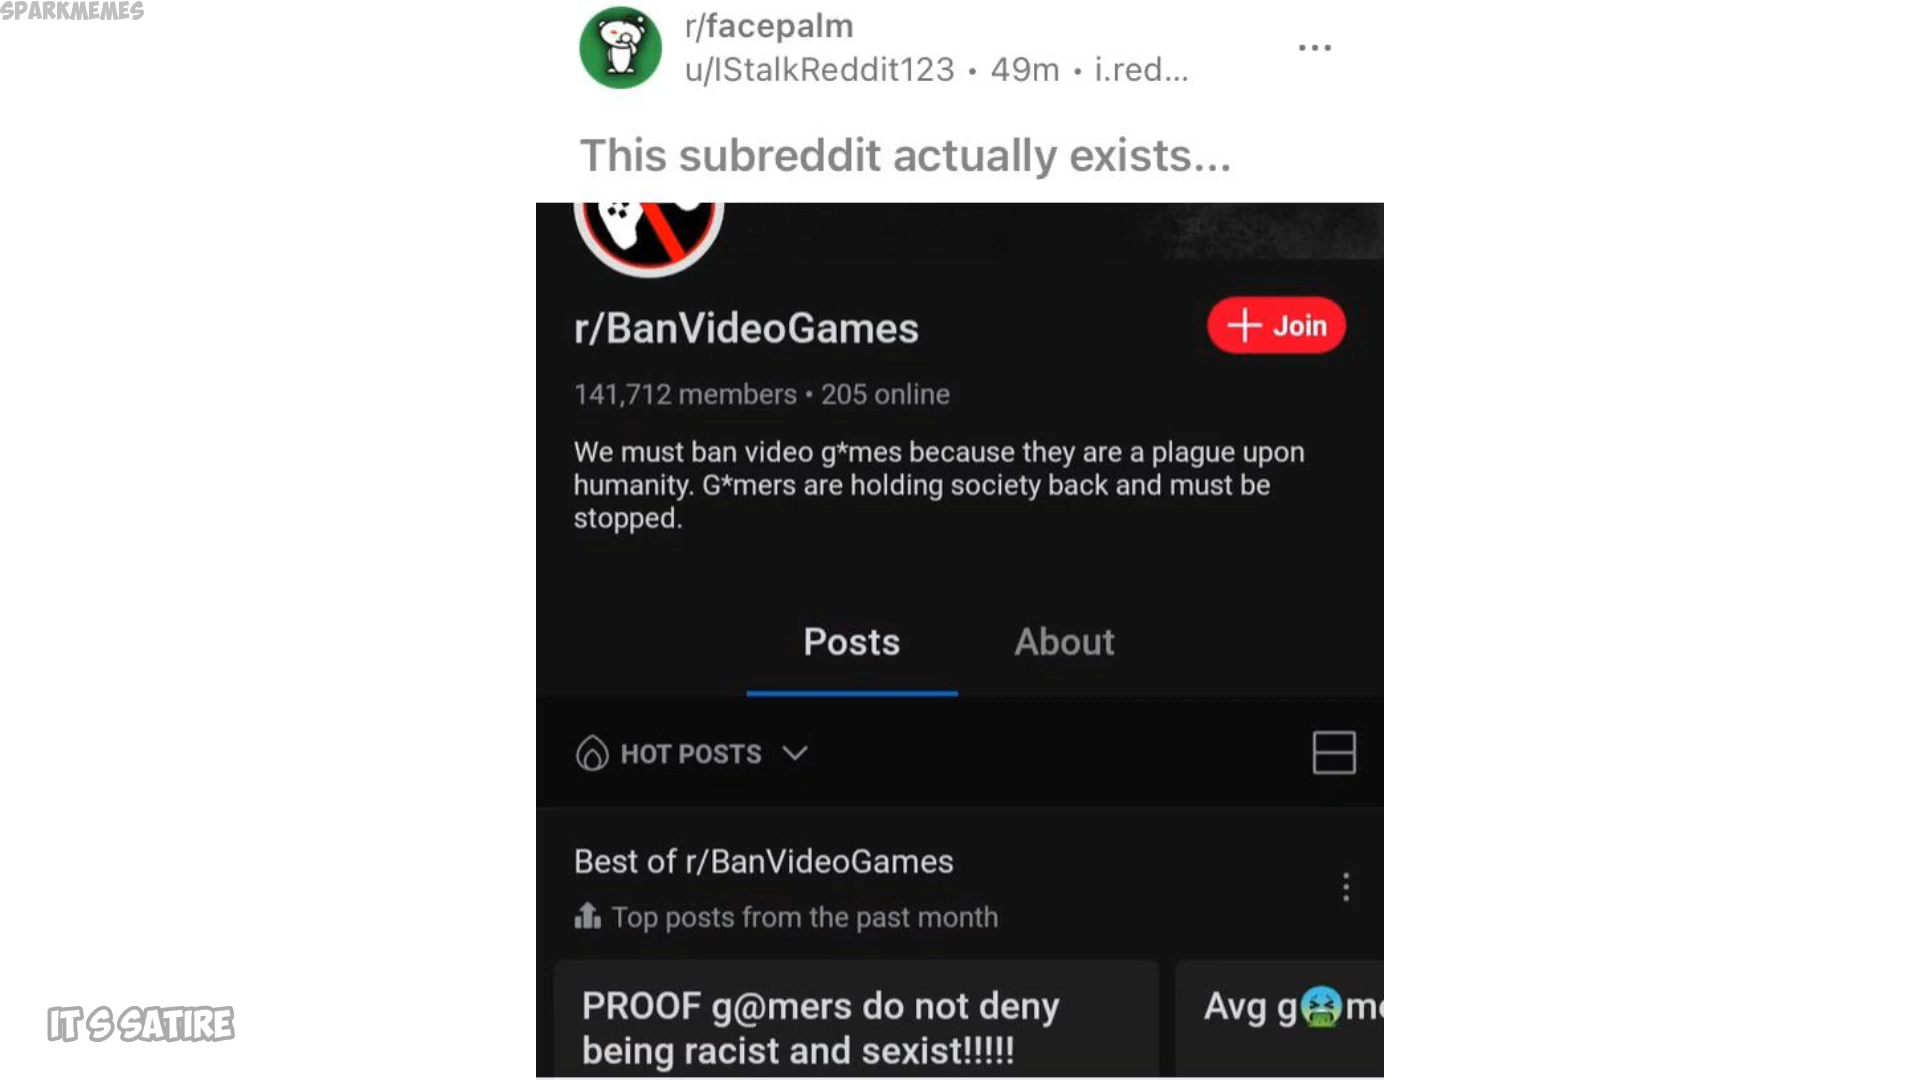 SPARKMEMES
r/facepalm
u/IStalkReddit123 • 49m • i.red...
This subreddit actually exists...
r/BanVideoGames
+ Join
141,712 members • 205 online
We must ban video g*mes because they are a plague upon
humanity. G*mers are holding society back and must be
stopped.
Posts About
HOT POSTS
Best of r/BanVideoGames
Top posts from the past month
PROOF g@mers do not deny
being racist and sexist!!!!!
Avg g🤮m
IT'S SATIRE